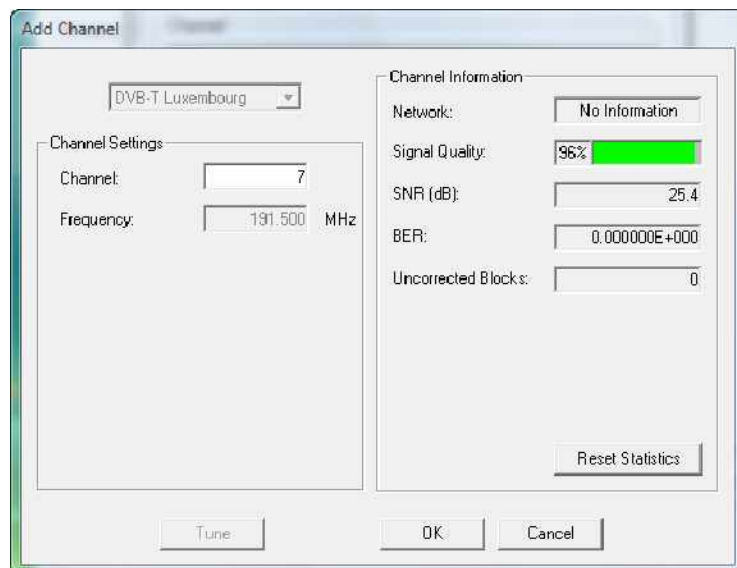 Add Channel
DVB-T Luxembourg
Channel Settings
Channel: 7
Frequency: 191.500 MHz
Channel Information
Network: No Information
Signal Quality: 96%
SNR (dB): 25.4
BER: 0.000000E+000
Uncorrected Blocks: 0
Reset Statistics
Tune
OK
Cancel